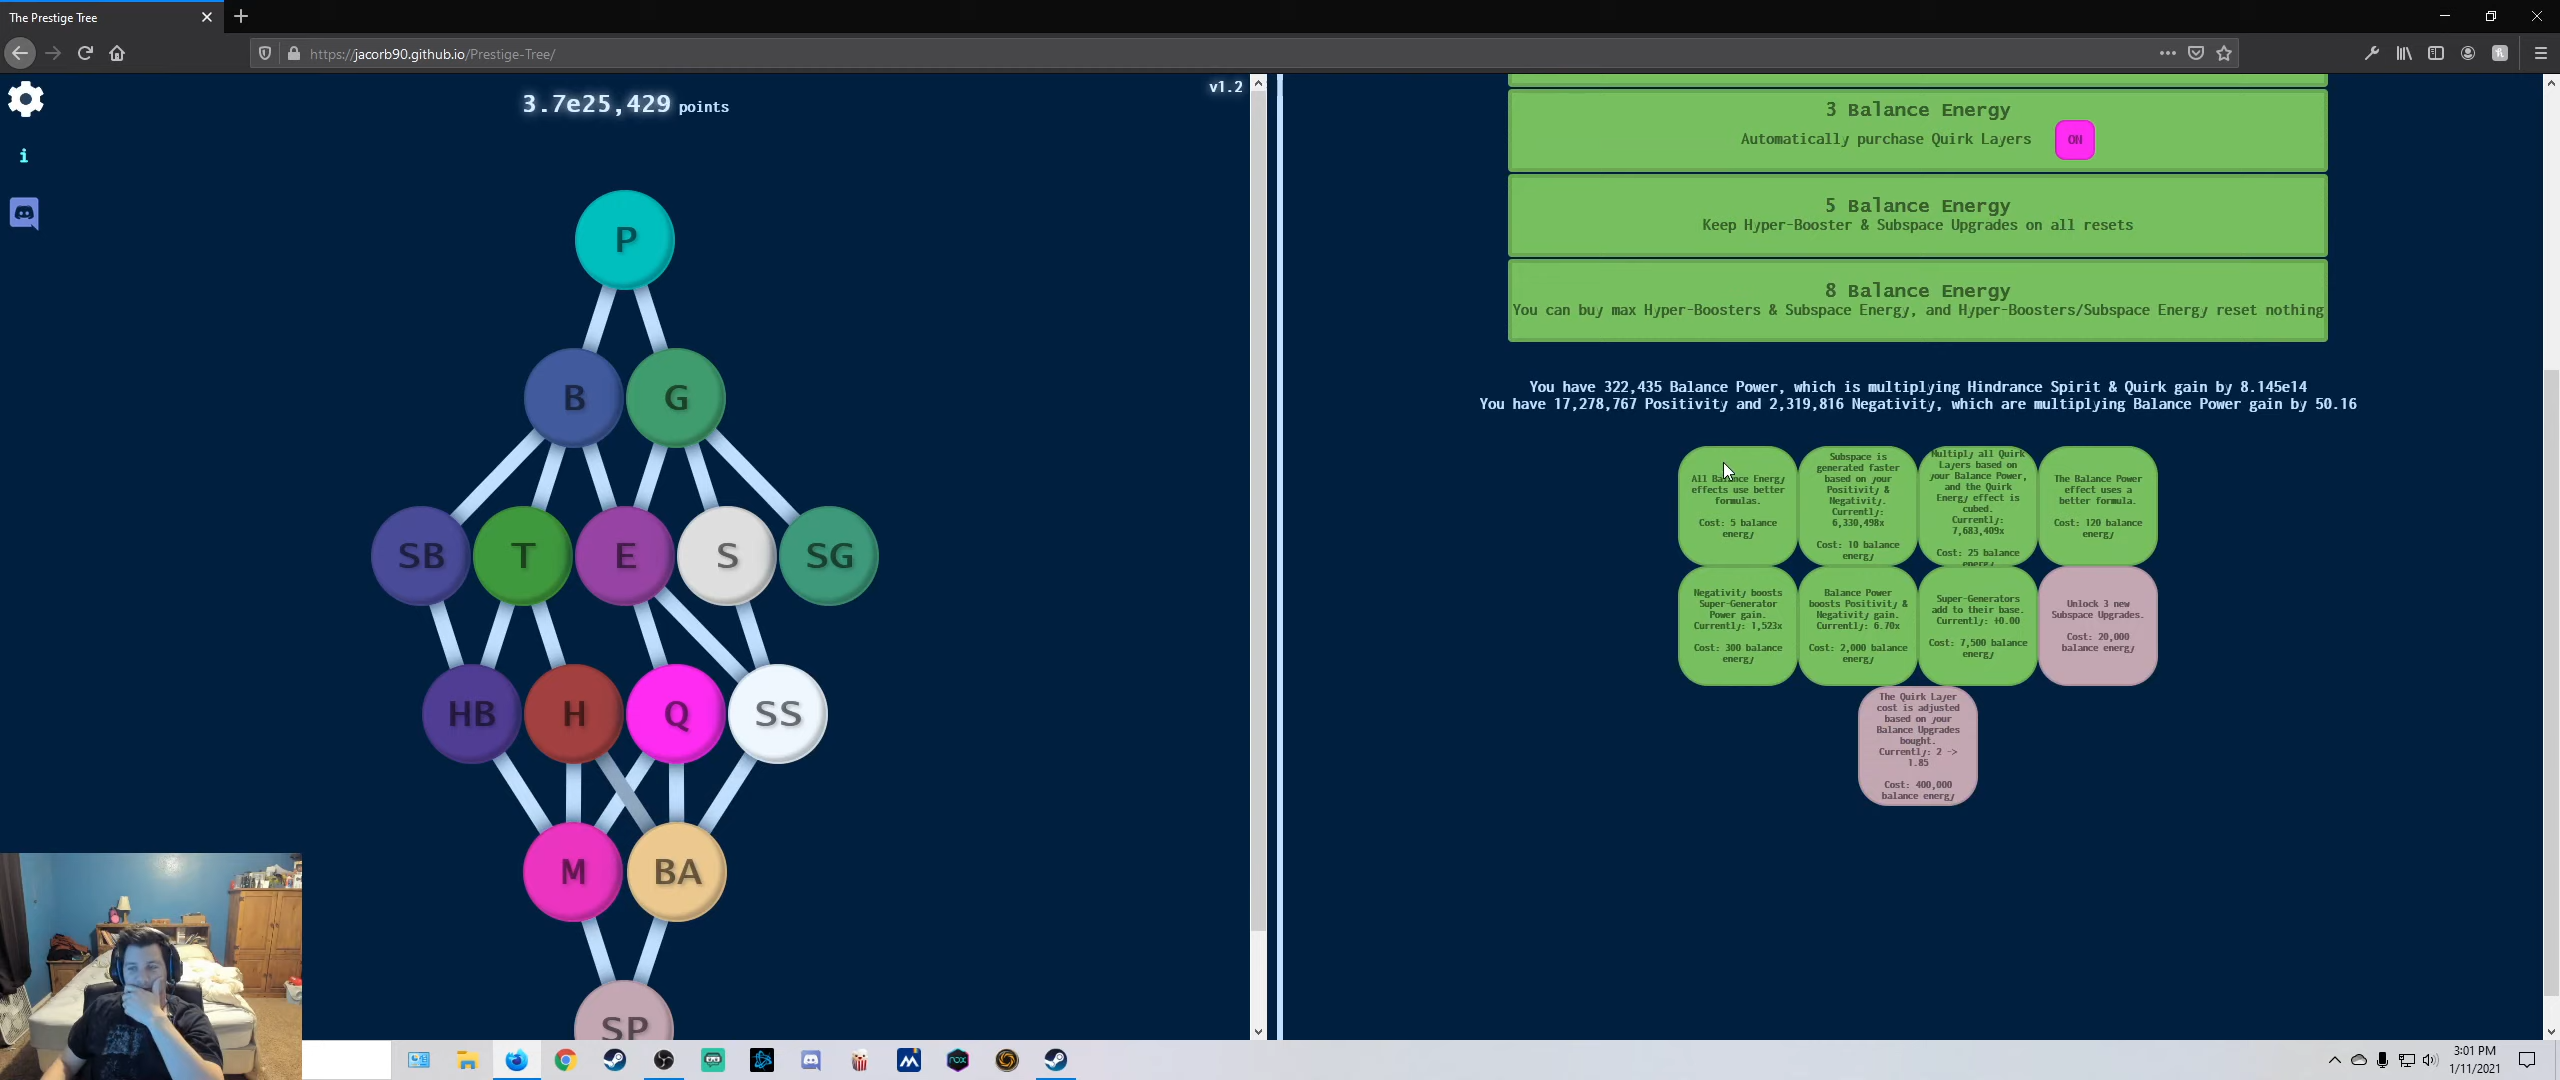 The Prestige Tree
https://jacorb90.github.io/Prestige-Tree/
v1.2
3.7e25,429 points
i
P
B
G
SB
T
E
S
SG
HB
H
Q
SS
M
BA
SP
3 Balance Energy
Automatically purchase Quirk Layers
ON
5 Balance Energy
Keep Hyper-Booster & Subspace Upgrades on all resets
8 Balance Energy
You can buy max Hyper-Boosters & Subspace Energy, and Hyper-Boosters/Subspace Energy reset nothing
You have 322,435 Balance Power, which is multiplying Hindrance Spirit & Quirk gain by 8.145e14
You have 17,278,767 Positivity and 2,319,816 Negativity, which are multiplying Balance Power gain by 50.16
All Balance Energy
effects use better
formulas.
Cost: 5 balance
energy
Subspace is
generated faster
based on your
Positivity &
Negativity.
Currently:
6,330,498x
Cost: 10 balance
energy
Multiply all Quirk
Layers based on
your Balance Power,
and the Quirk
Energy effect is
cubed.
Currently:
7,683,409x
Cost: 25 balance
energy
The Balance Power
effect uses a
better formula.
Cost: 120 balance
energy
Negativity boosts
Super-Generator
Power gain.
Currently: 1,523x
Cost: 300 balance
energy
Balance Power
boosts Positivity &
Negativity gain.
Currently: 6.70x
Cost: 2,000 balance
energy
Super-Generators
add to their base.
Currently: +0.00
Cost: 7,500 balance
energy
Unlock 3 new
Subspace Upgrades.
Cost: 20,000
balance energy
The Quirk Layer
cost is adjusted
based on your
Balance Upgrades
bought.
Currently: 2 ->
1.85
Cost: 400,000
balance energy
nox
3:01 PM
1/11/2021